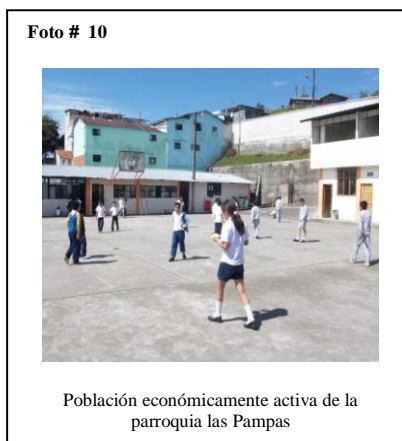 Foto # 10
Población económicamente activa de la
parroquia las Pampas